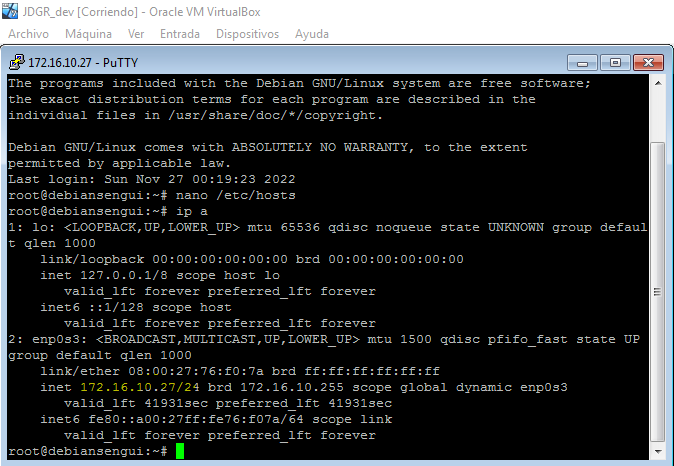 JDGR_dev [Corriendo] - Oracle VM VirtualBox
Archivo Máquina Ver Entrada Dispositivos Ayuda
172.16.10.27 - PuTTY
The programs included with the Debian GNU/Linux system are free software;
the exact distribution terms for each program are described in the
individual files in /usr/share/doc/*/copyright.
Debian GNU/Linux comes with ABSOLUTELY NO WARRANTY, to the extent
permitted by applicable law.
Last login: Sun Nov 27 00:19:23 2022
root@debiansengui:~# nano /etc/hosts
root@debiansengui:~# ip a
1: lo: <LOOPBACK,UP,LOWER_UP> mtu 65536 qdisc noqueue state UNKNOWN group defaul
t qlen 1000
link/loopback 00:00:00:00:00:00 brd 00:00:00:00:00:00
inet 127.0.0.1/8 scope host lo
valid_lft forever preferred_lft forever
inet6 ::1/128 scope host
valid_lft forever preferred_lft forever
2: enp0s3: <BROADCAST,MULTICAST,UP,LOWER_UP> mtu 1500 qdisc pfifo_fast state UP
group default qlen 1000
link/ether 08:00:27:76:f0:7a brd ff:ff:ff:ff:ff:ff
inet 172.16.10.27/24 brd 172.16.10.255 scope global dynamic enp0s3
valid_lft 41931sec preferred_lft 41931sec
inet6 fe80::a00:27ff:fe76:f07a/64 scope link
valid_lft forever preferred_lft forever
root@debiansengui:~#